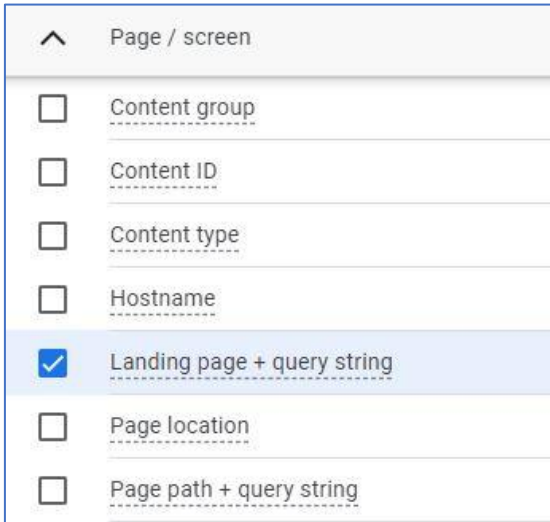 Page / screen
Content group
Content ID
Content type
Hostname
Landing page + query string
Page location
Page path + query string